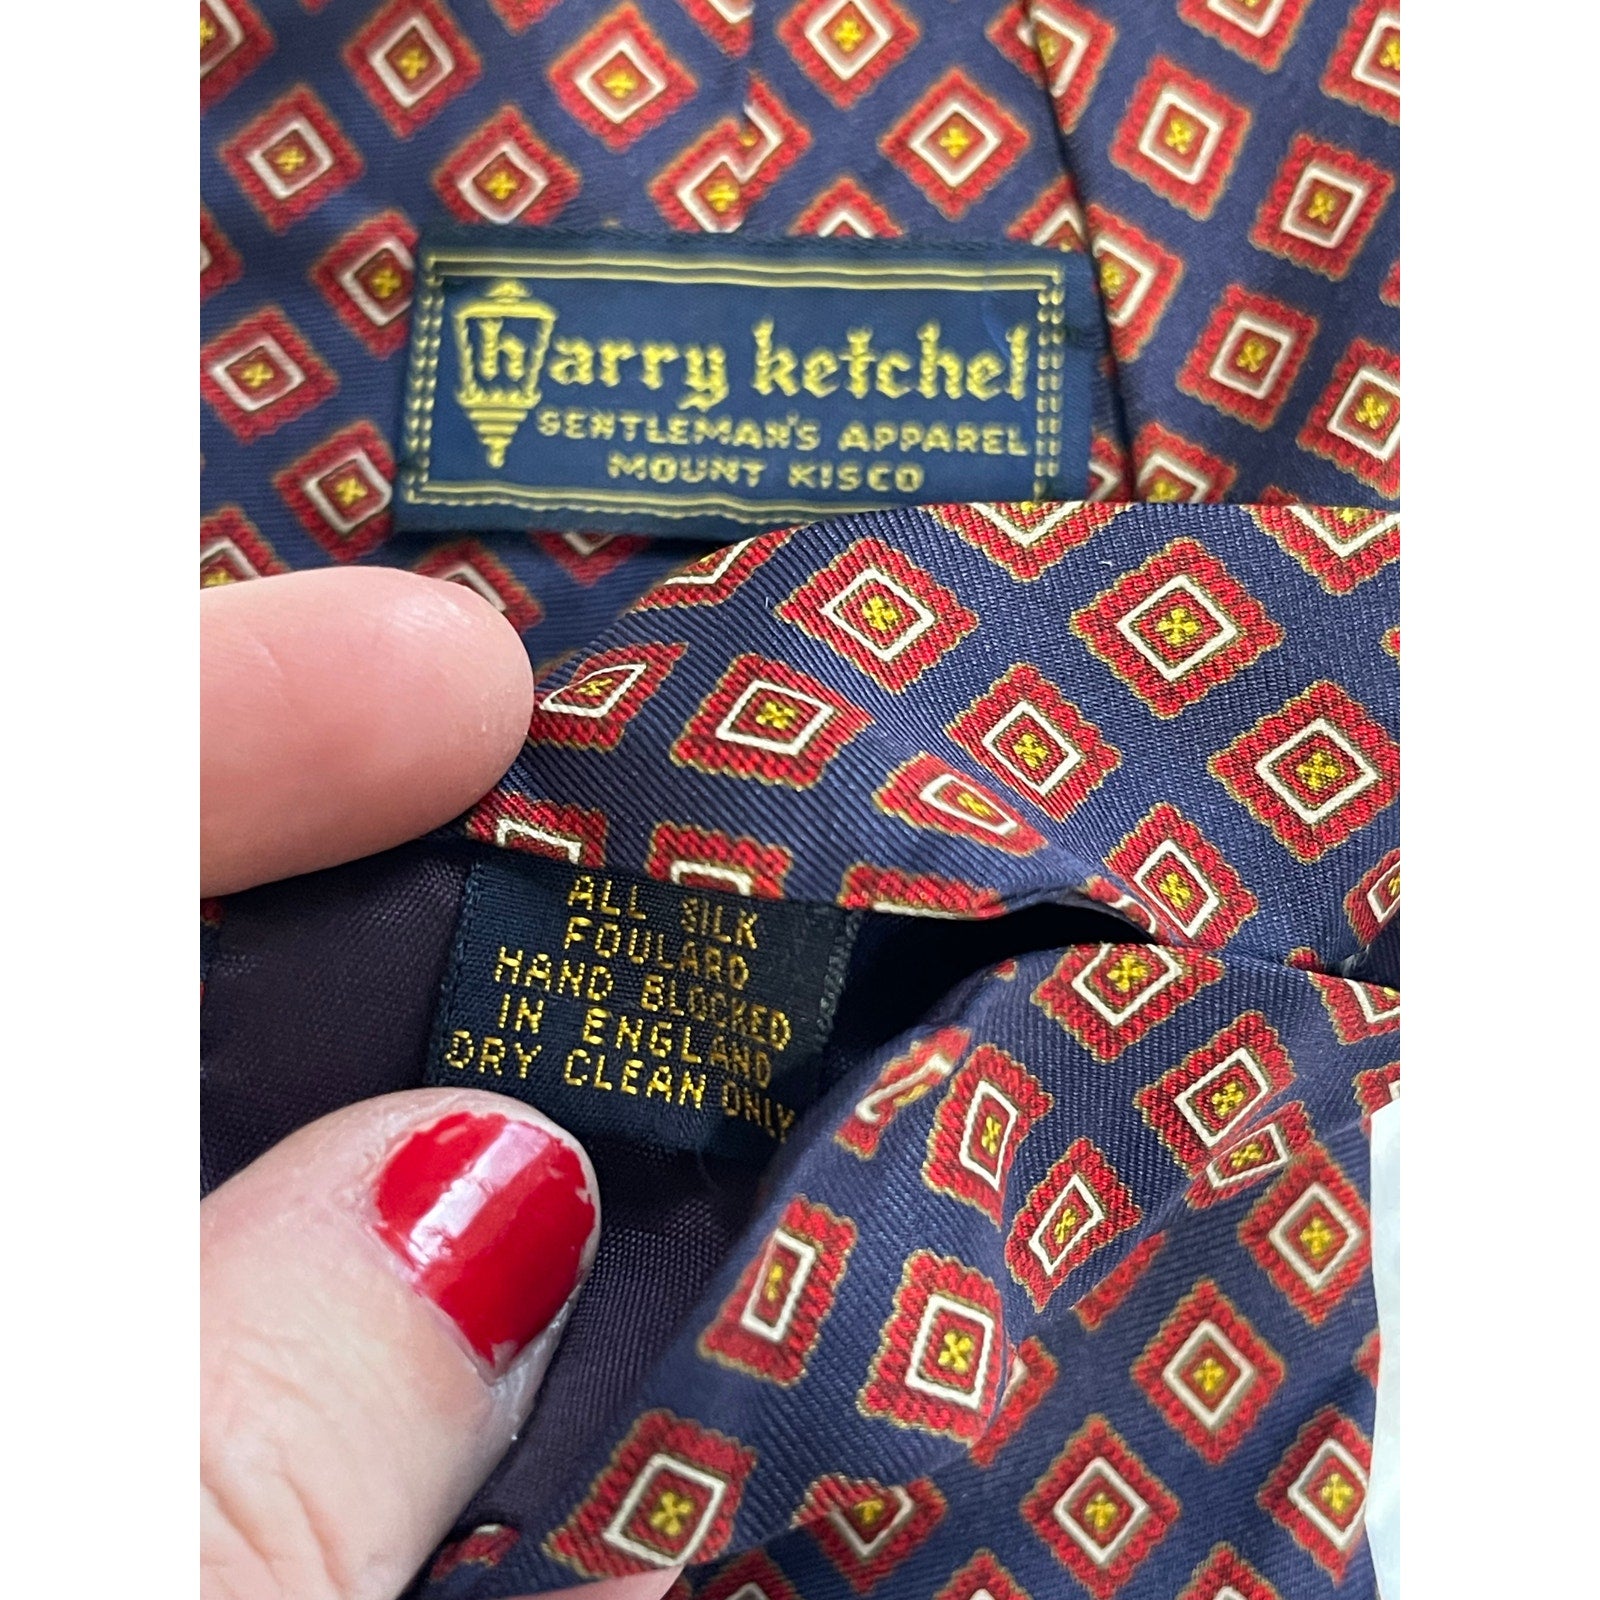 harry ketchel
GENTLEMAN'S APPAREL
MOUNT KISCO
ALL SILK
FOULARD
HAND BLOCKED
IN ENGLAND
DRY CLEAN ONLY